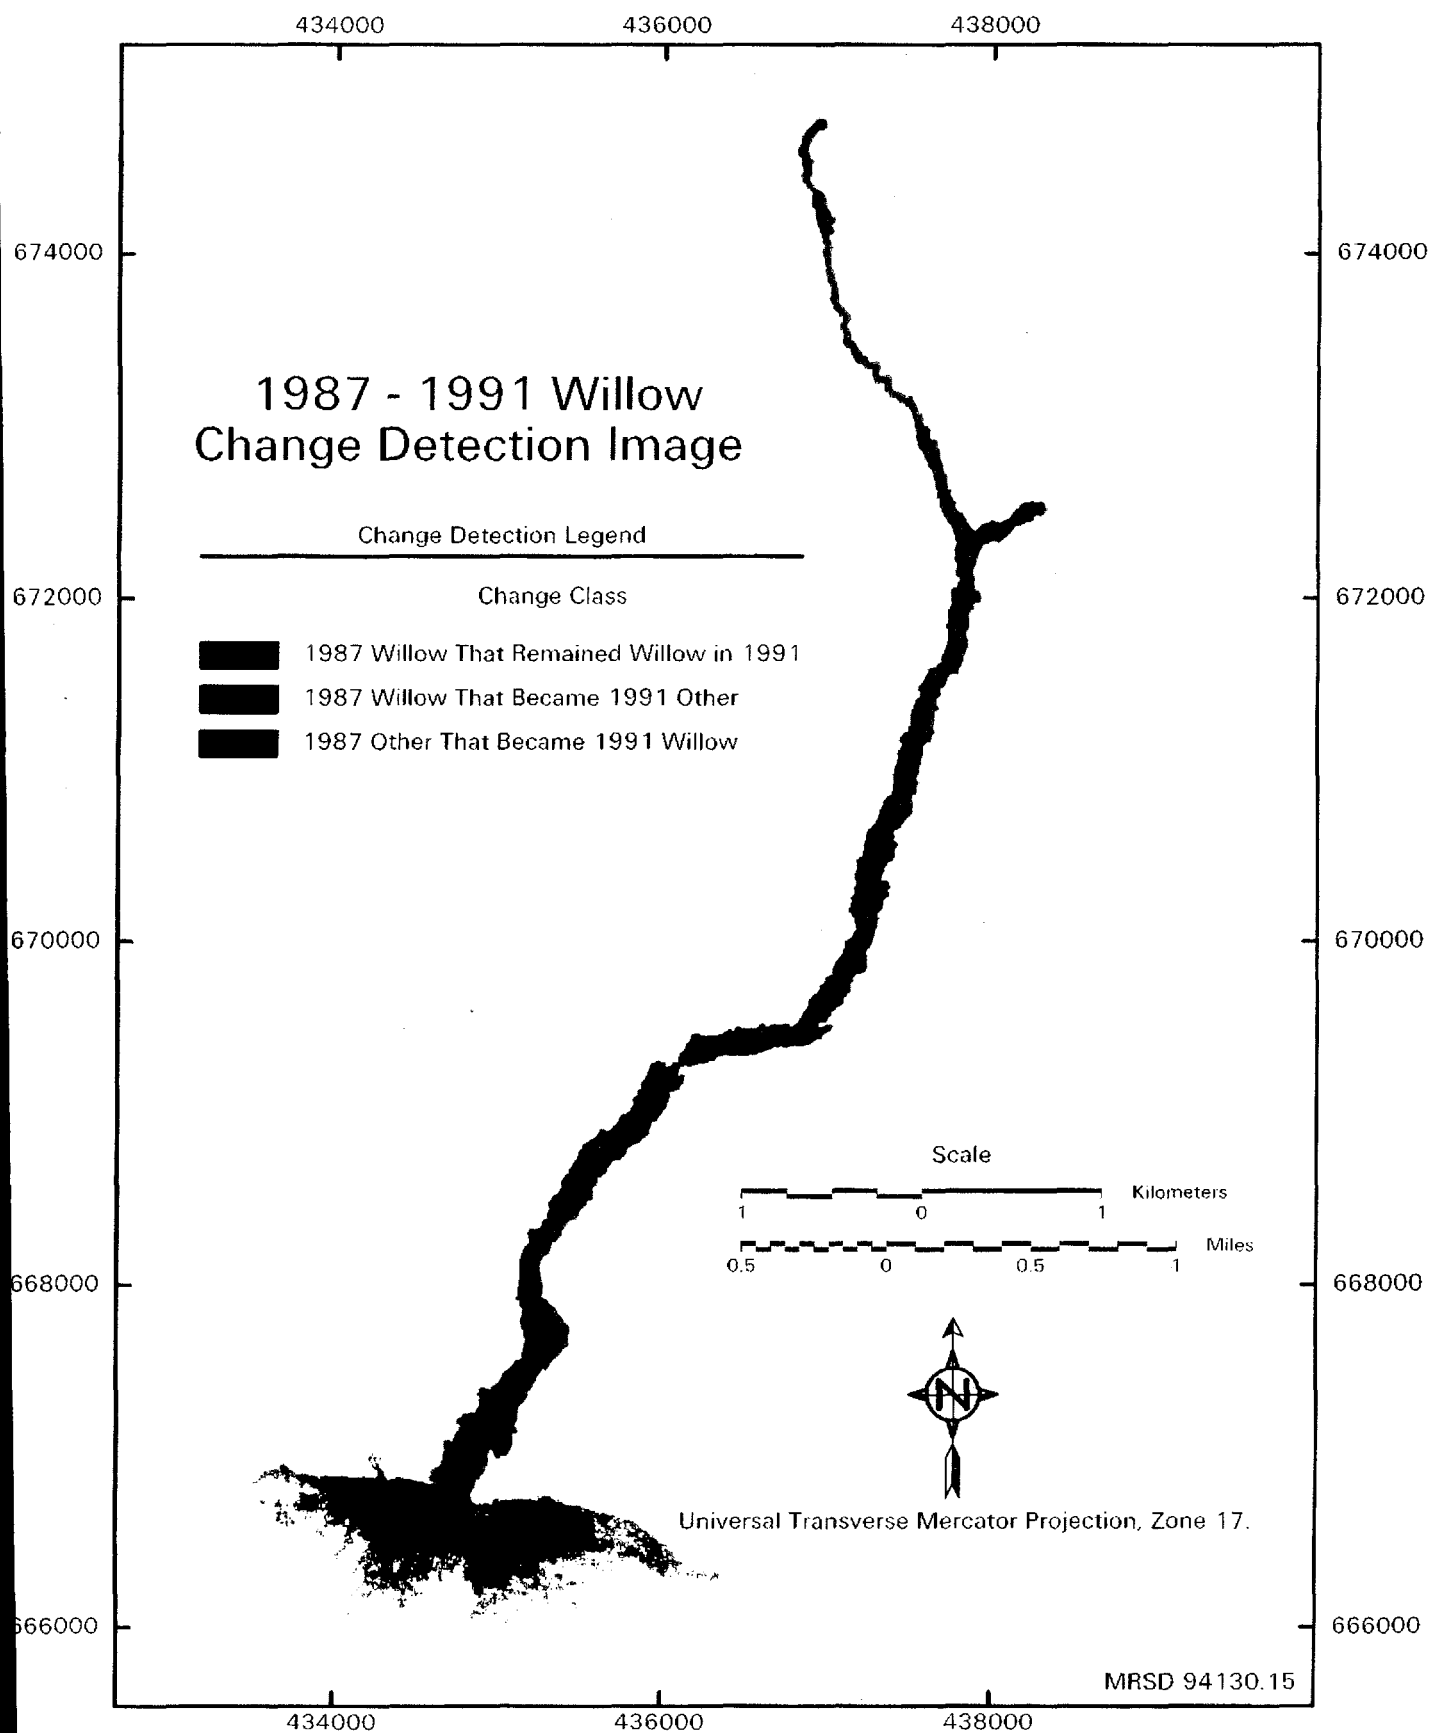 434000 436000 438000
674000 674000
1987 - 1991 Willow
Change Detection Image
Change Detection Legend
672000 672000
Change Class
1987 Willow That Remained Willow in 1991
1987 Willow That Became 1991 Other
1987 Other That Became 1991 Willow
670000 670000
Scale
Kilometers
1 0 1
Miles
0.5 0 0.5 1
668000 668000
N
Universal Transverse Mercator Projection, Zone 17.
666000 666000
MRSD 94130.15
434000 436000 438000